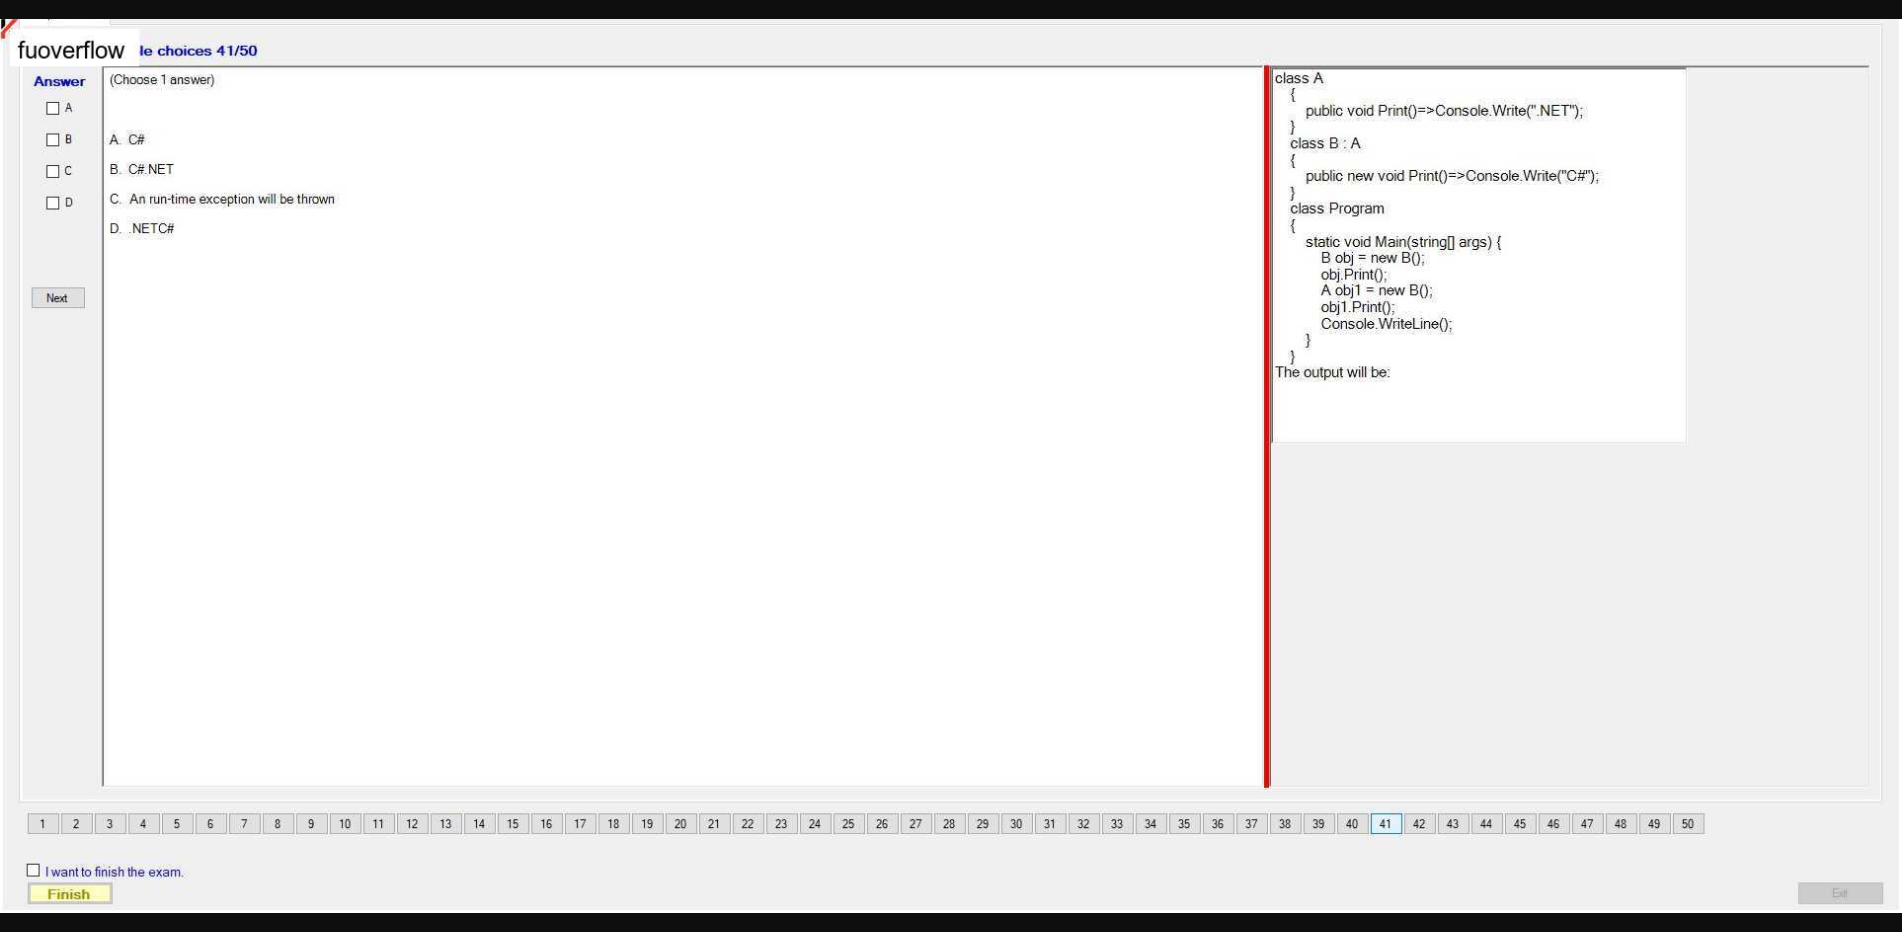 fuoverflow
le choices 41/50
Answer
A
B
C
D
Next
(Choose 1 answer)
A. C#
B. C#.NET
C. An run-time exception will be thrown
D. .NETC#
class A
{
public void Print()=>Console.Write(".NET");
}
class B : A
{
public new void Print()=>Console.Write("C#");
}
class Program
{
static void Main(string[] args) {
B obj = new B();
obj.Print();
A obj1 = new B();
obj1.Print();
Console.WriteLine();
}
}
The output will be:
1 2 3 4 5 6 7 8 9 10 11 12 13 14 15 16 17 18 19 20 21 22 23 24 25 26 27 28 29 30 31 32 33 34 35 36 37 38 39 40 41 42 43 44 45 46 47 48 49 50
I want to finish the exam.
Finish
Exit